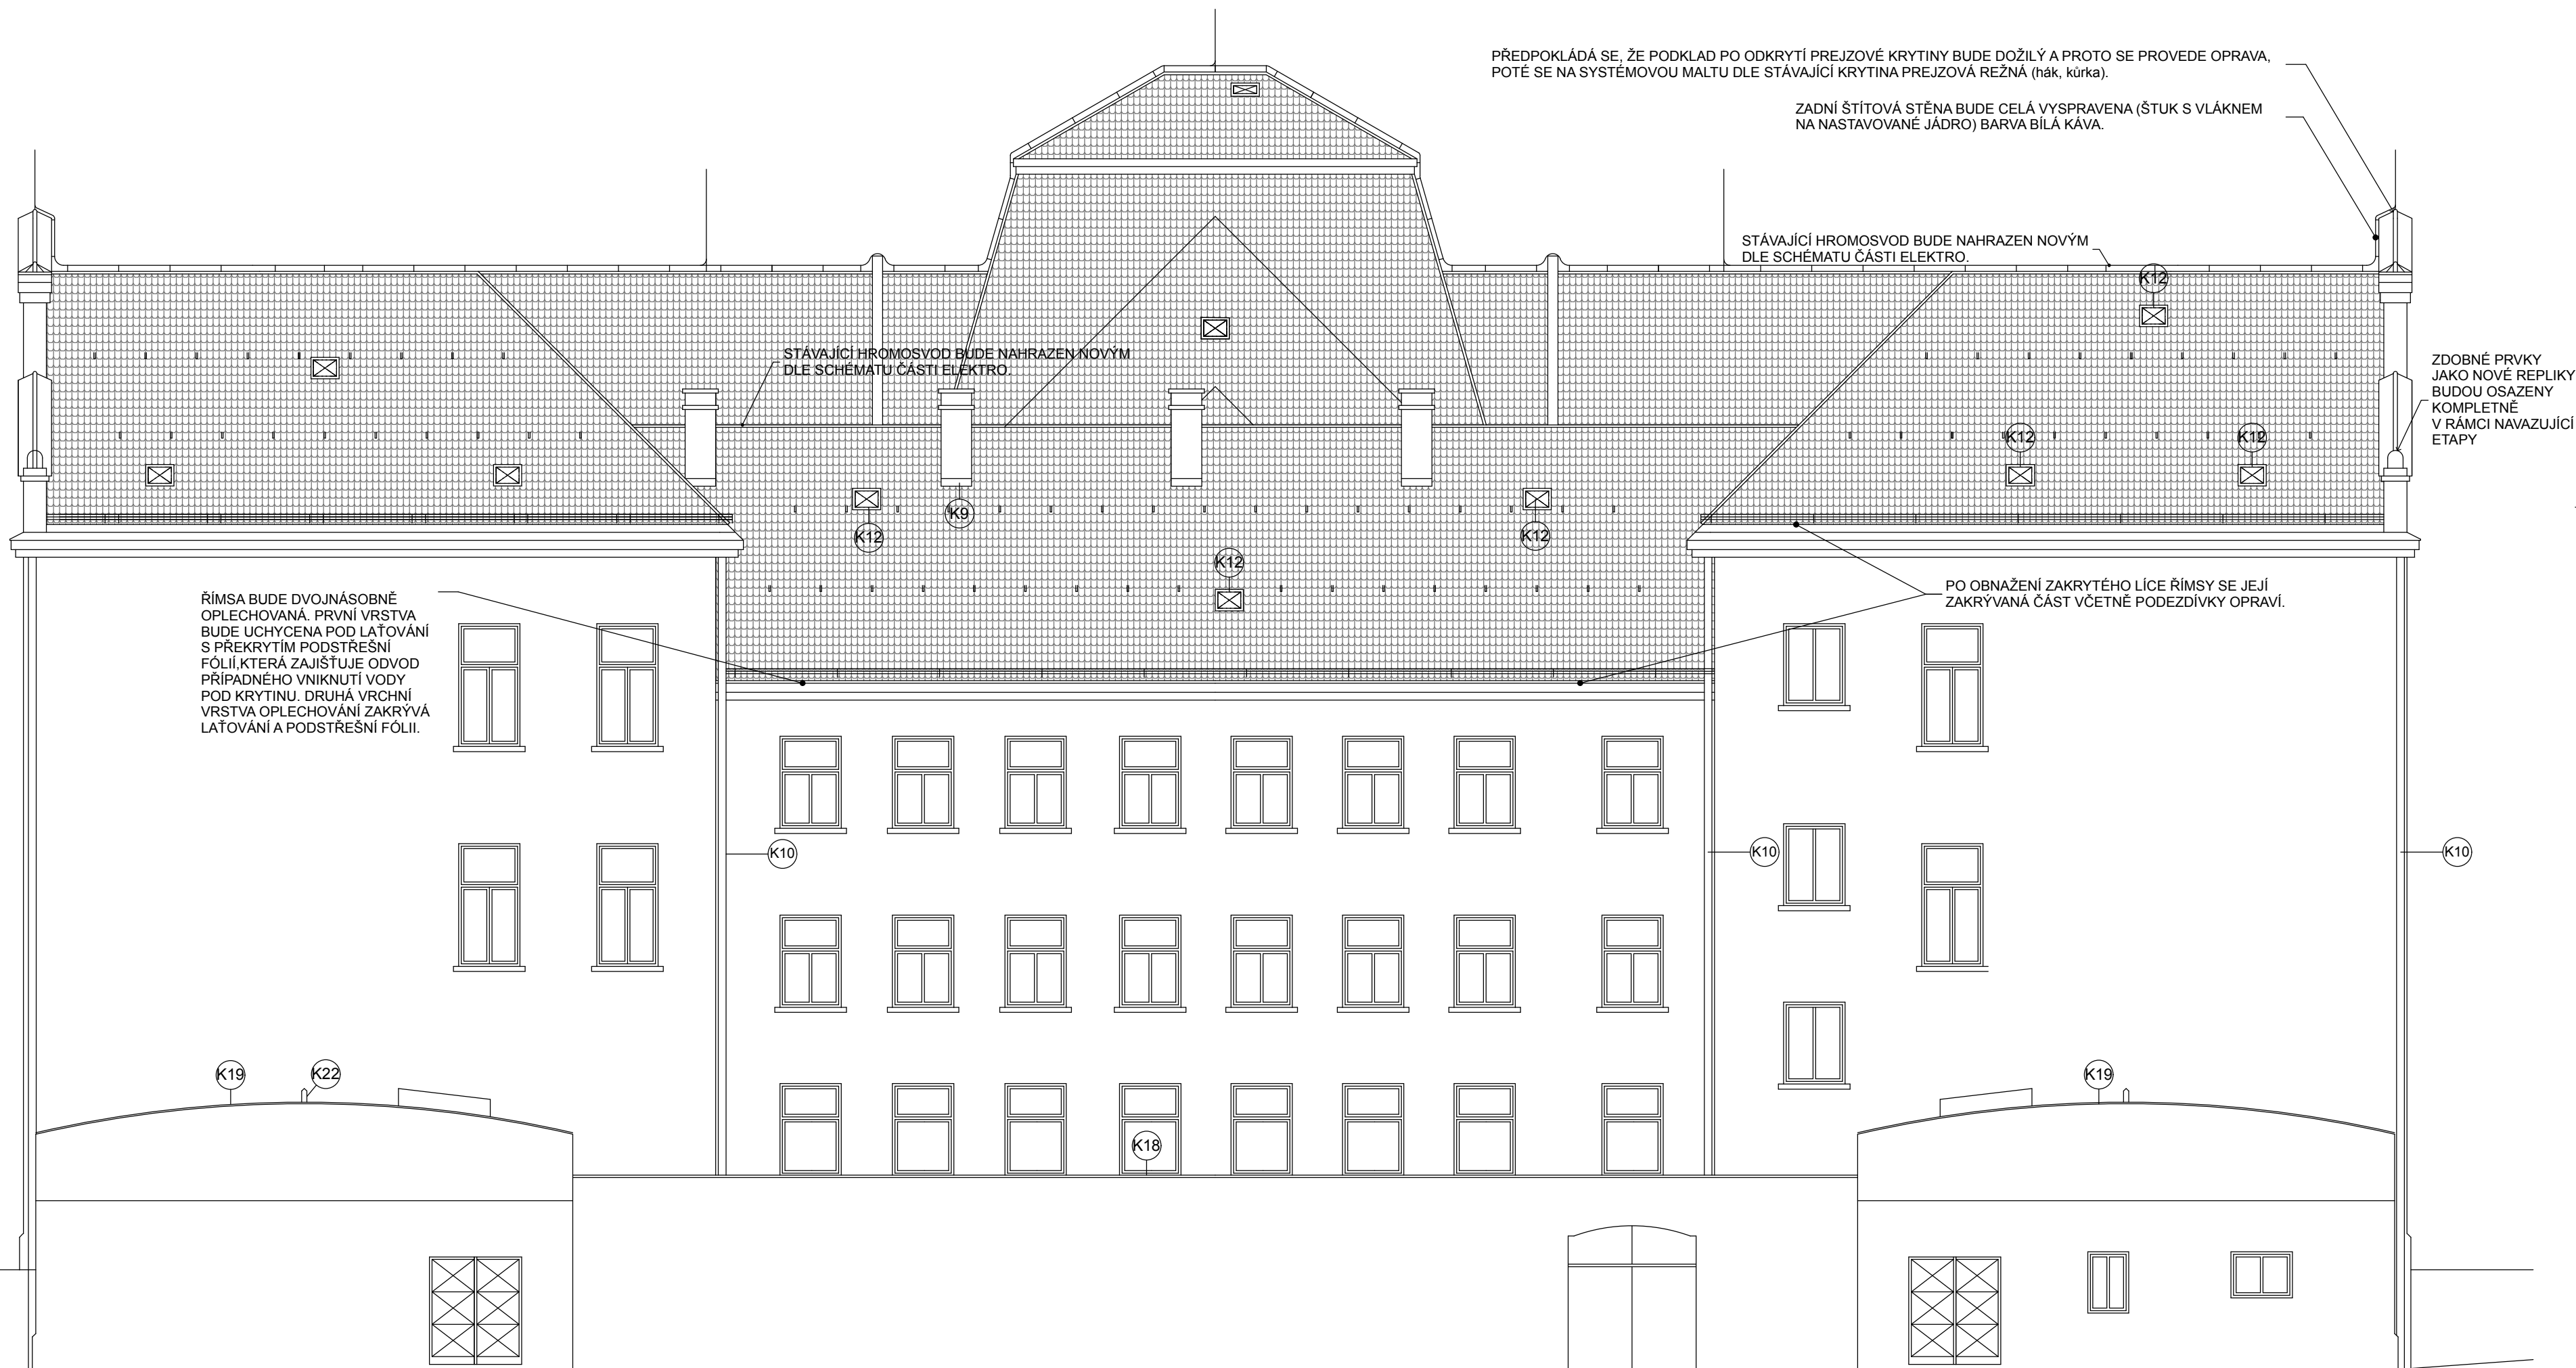 PŘEDPOKLÁDÁ SE, ŽE PODKLAD PO ODKRYTÍ PREJZOVÉ KRYTINY BUDE DOŽILÝ A PROTO SE PROVEDE OPRAVA,
POTÉ SE NA SYSTÉMOVOU MALTU DLE STÁVAJÍCÍ KRYTINA PREJZOVÁ REŽNÁ (hák, kůrka).
ZADNÍ ŠTÍTOVÁ STĚNA BUDE CELÁ VYSPRAVENA (ŠTUK S VLÁKNEM
NA NASTAVOVANÉ JÁDRO) BARVA BÍLÁ KÁVA.
STÁVAJÍCÍ HROMOSVOD BUDE NAHRAZEN NOVÝM
DLE SCHÉMATU ČÁSTI ELEKTRO.
K12
STÁVAJÍCÍ HROMOSVOD BUDE NAHRAZEN NOVÝM
DLE SCHÉMATU ČÁSTI ELEKTRO.
ZDOBNÉ PRVKY
JAKO NOVÉ REPLIKY
BUDOU OSAZENY
KOMPLETNĚ
V RÁMCI NAVAZUJÍCÍ
ETAPY
K12
K12
K9
K12
K12
K12
ŘÍMSA BUDE DVOJNÁSOBNĚ
OPLECHOVANÁ. PRVNÍ VRSTVA
BUDE UCHYCENA POD LAŤOVÁNÍ
S PŘEKRYTÍM PODSTŘEŠNÍ
FÓLIÍ,KTERÁ ZAJIŠŤUJE ODVOD
PŘÍPADNÉHO VNIKNUTÍ VODY
POD KRYTINU. DRUHÁ VRCHNÍ
VRSTVA OPLECHOVÁNÍ ZAKRÝVÁ
LAŤOVÁNÍ A PODSTŘEŠNÍ FÓLII.
PO OBNAŽENÍ ZAKRYTÉHO LÍCE ŘÍMSY SE JEJÍ
ZAKRÝVANÁ ČÁST VČETNĚ PODEZDÍVKY OPRAVÍ.
K10
K10
K10
K19
K22
K19
K18